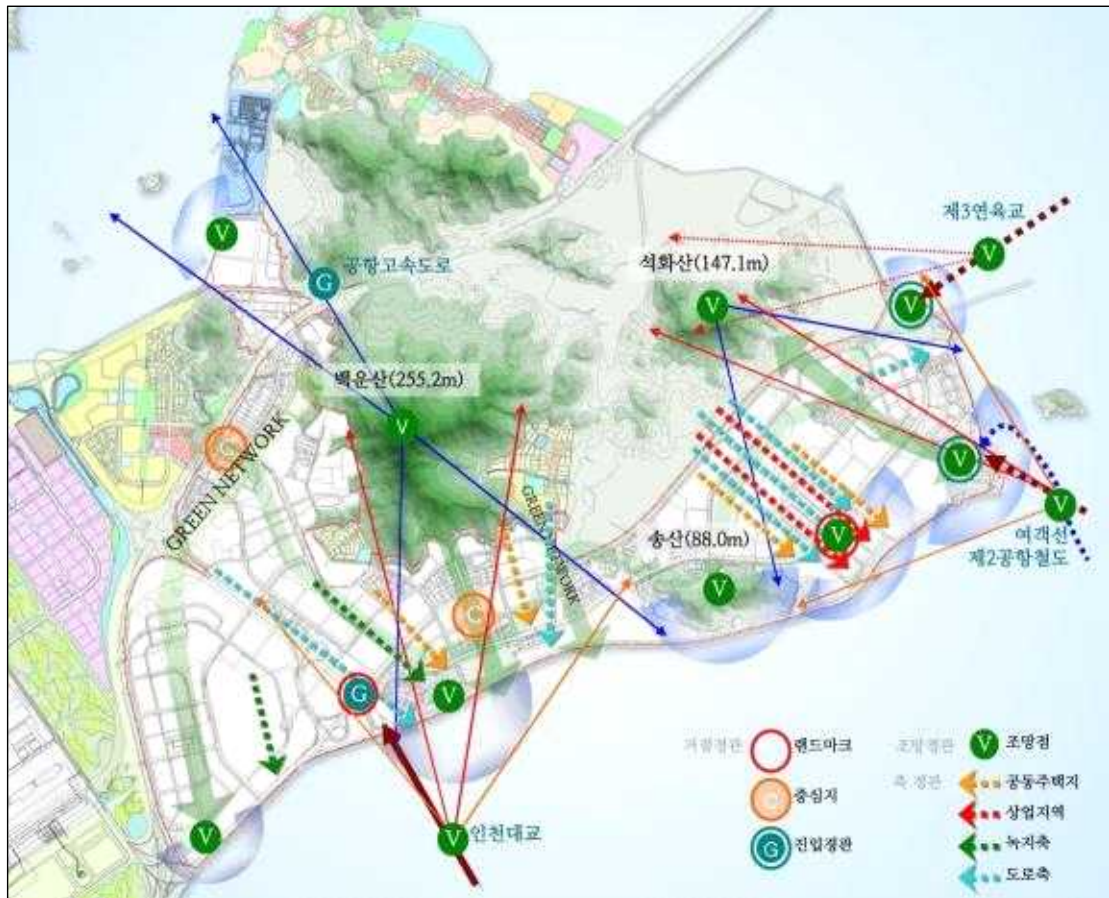 제3연육교
V
V
석화산(147.1m)
V
V
공항고속도로
G
백운산(255.2m)
V
C
GREEN NETWORK
V
여객선
제2공항철도
V
송산(88.0m)
V
V
GREEN NETWORK
C
G
V
V
인천대교
V
랜드마크
중심지
G
진입경관
조망경관
V
조망점
축 경관
공동주택지
상업지역
녹지축
도로축